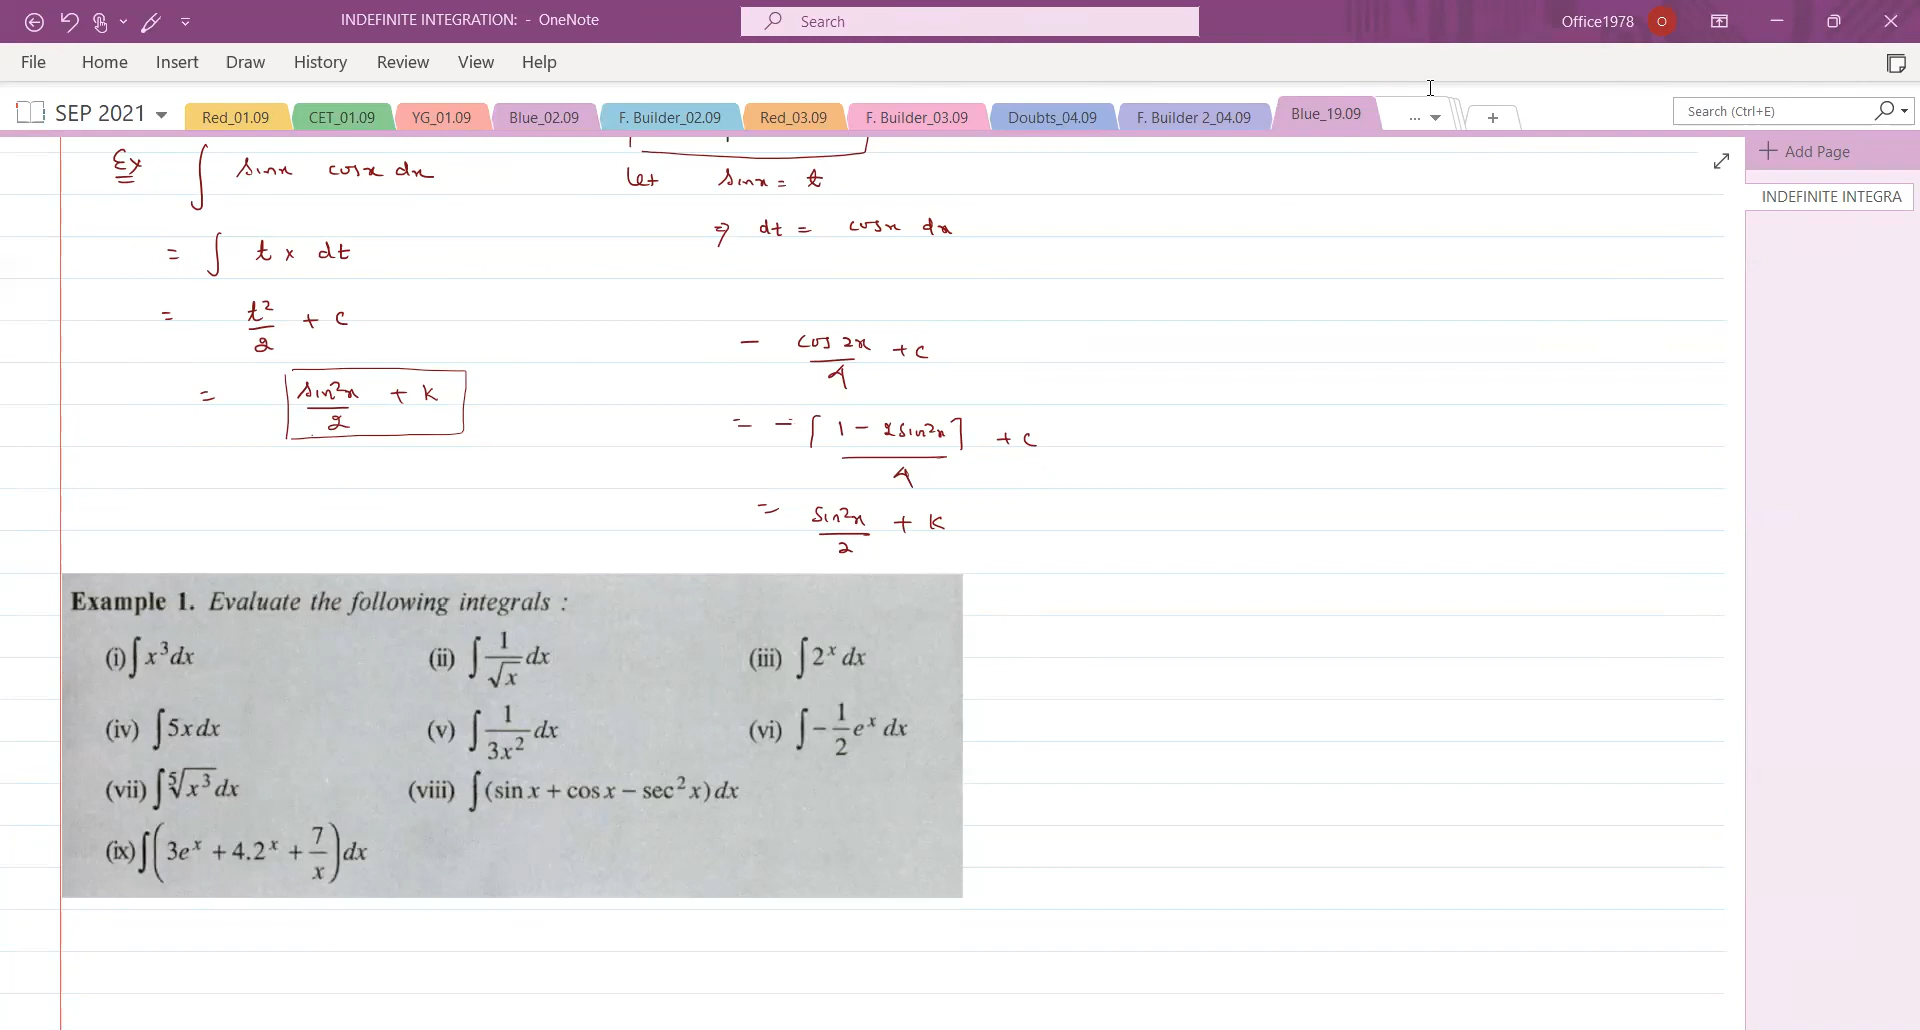 INDEFINITE INTEGRATION: - OneNote
Search
Office1978
O
File Home Insert Draw History Review View Help
SEP 2021
Red_01.09 CET_01.09 YG_01.09 Blue_02.09 F. Builder_02.09 Red_03.09 F. Builder_03.09 Doubts_04.09 F. Builder 2_04.09 Blue_19.09 ... +
Search (Ctrl+E)
Add Page
INDEFINITE INTEGRA
Ex ∫ sinx cosx dx
let sinx = t
⇒ dt = cosx dx
= ∫ t x dt
= t²/2 + c
= sin²x/2 + k
- cos 2x/4 + c
= - [1 - 2sin²x]/4 + c
= sin²x/2 + k
Example 1. Evaluate the following integrals :
(i) ∫ x³ dx (ii) ∫ 1/√x dx (iii) ∫ 2ˣ dx
(iv) ∫ 5x dx (v) ∫ 1/3x² dx (vi) ∫ - 1/2 eˣ dx
(vii) ∫ ⁵√x³ dx (viii) ∫ (sin x + cos x − sec² x) dx
(ix) ∫ (3eˣ + 4.2ˣ + 7/x) dx